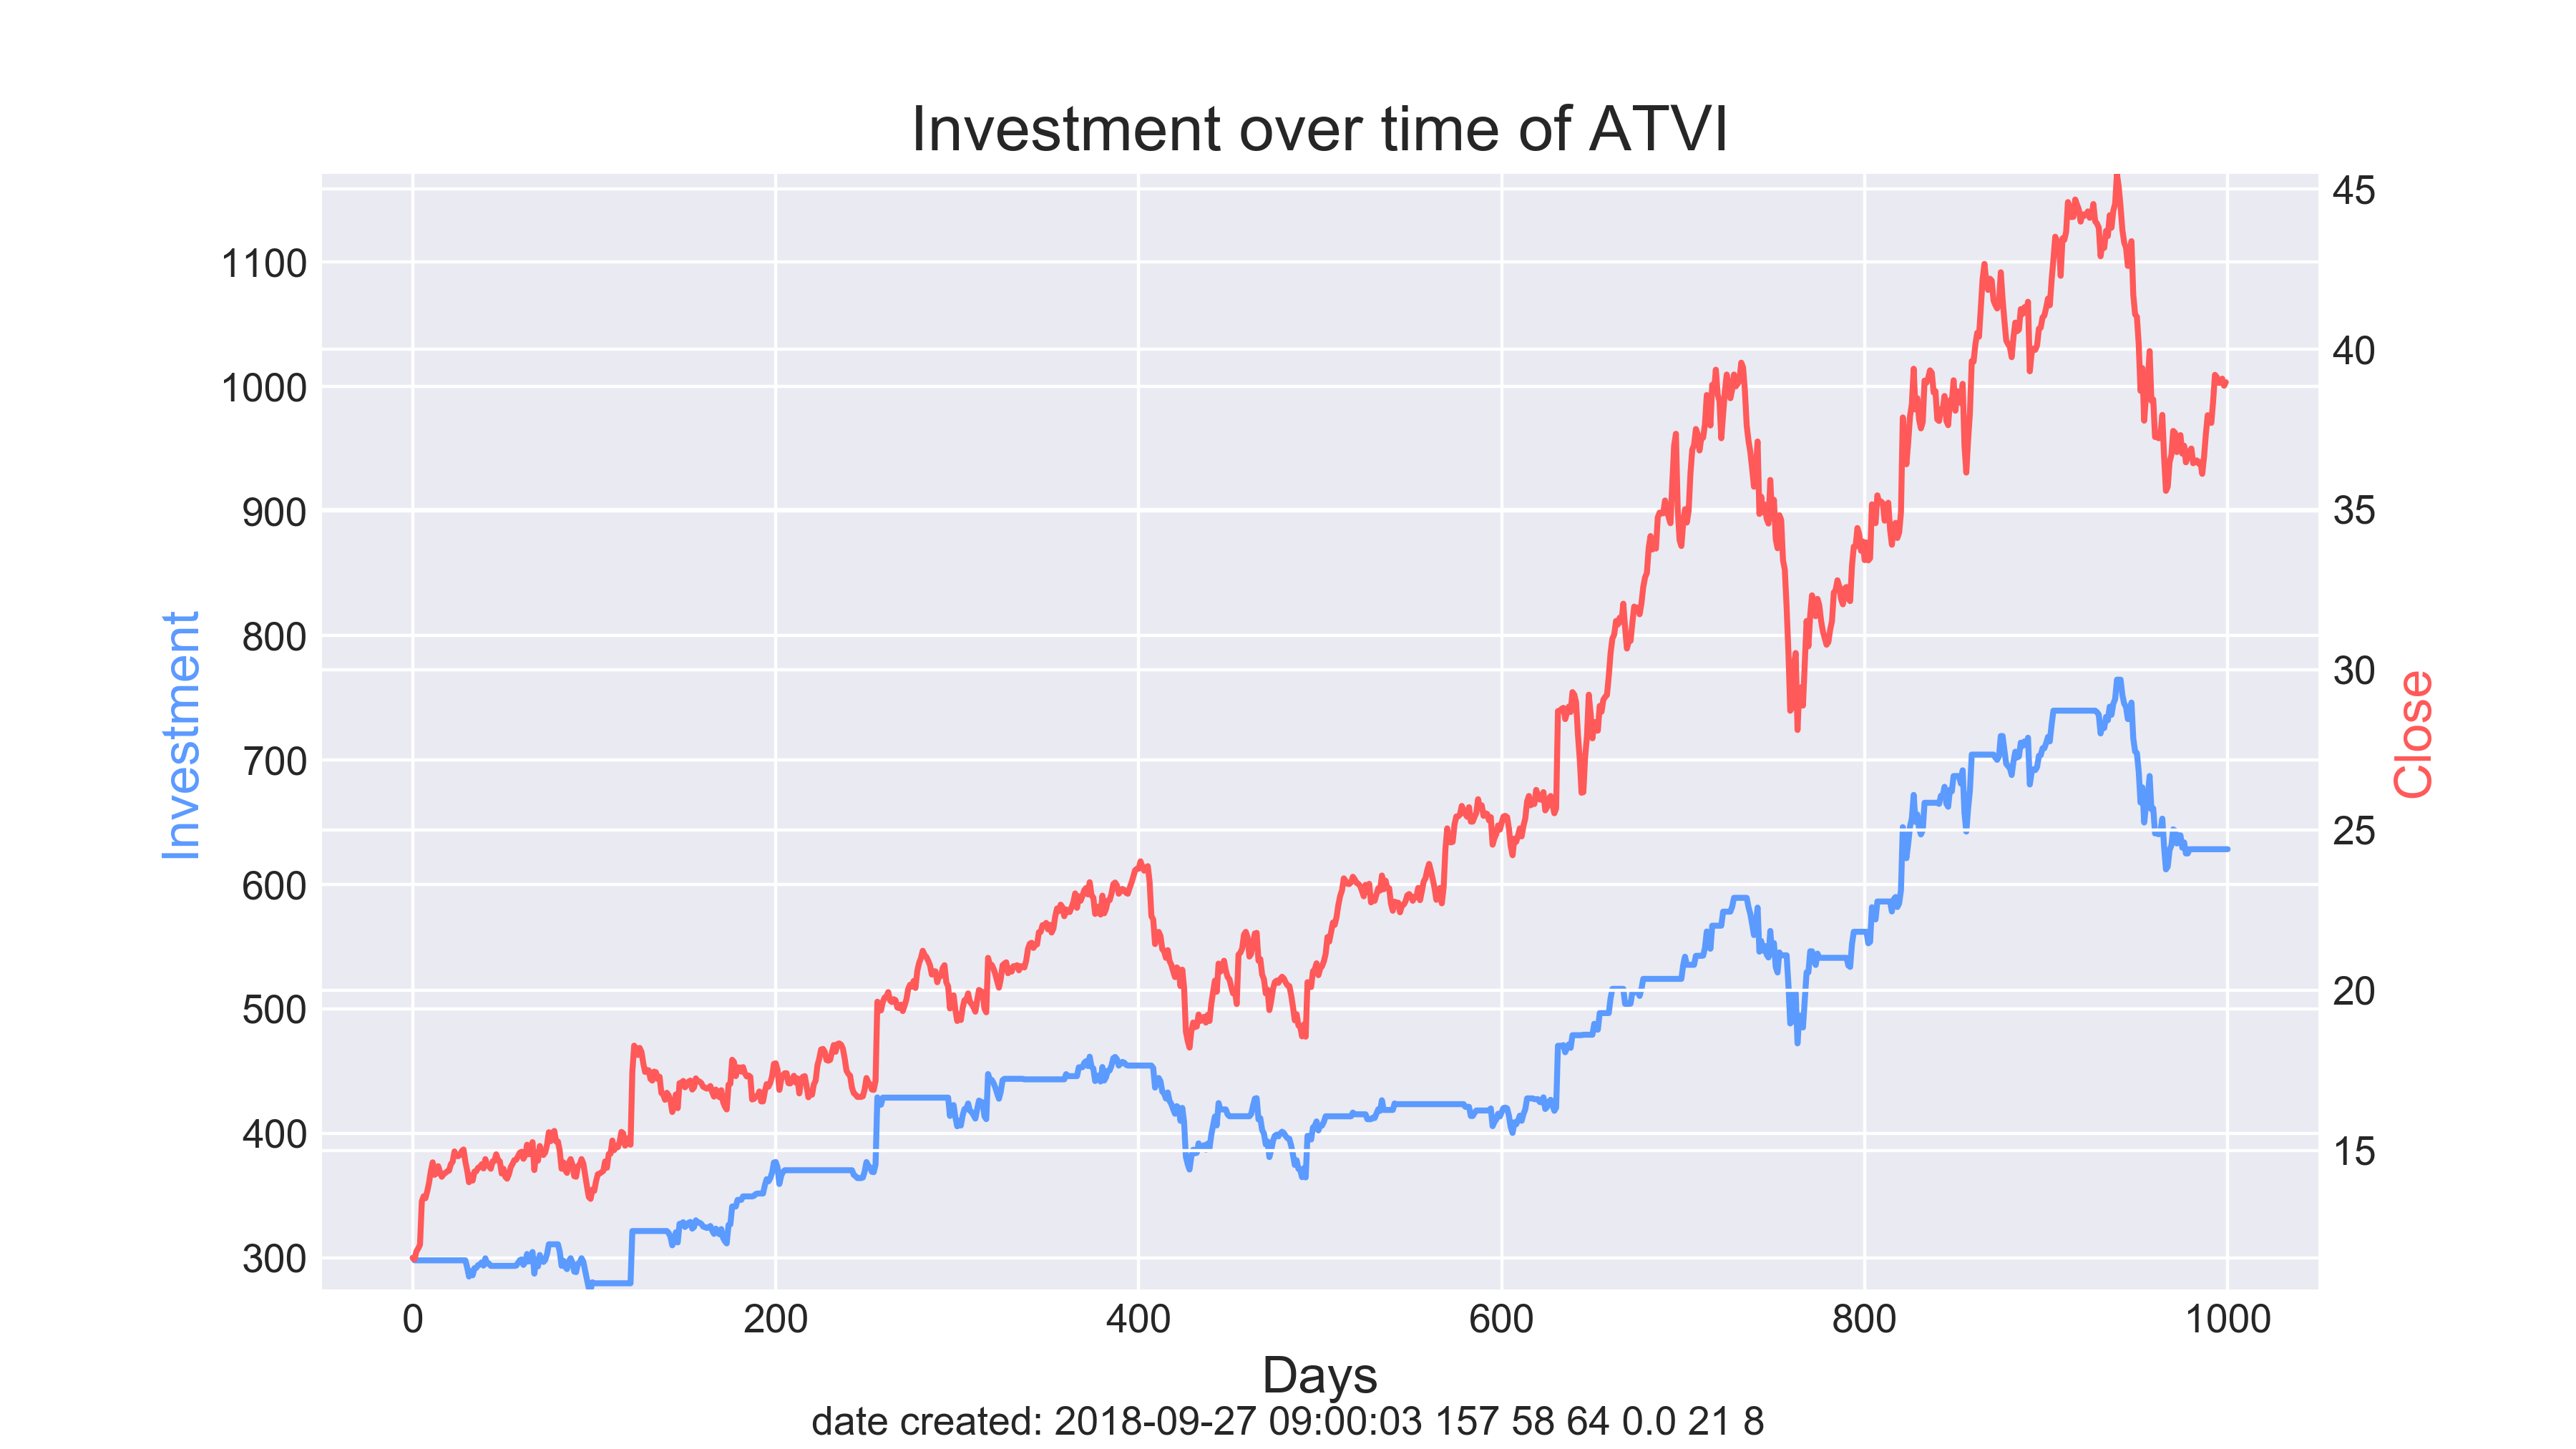 Investment over time of ATVI
1100
1000
900
800
700
600
500
400
300
Investment
45
40
35
30
25
20
15
Close
0 200 400 600 800 1000
Days
date created: 2018-09-27 09:00:03 157 58 64 0.0 21 8